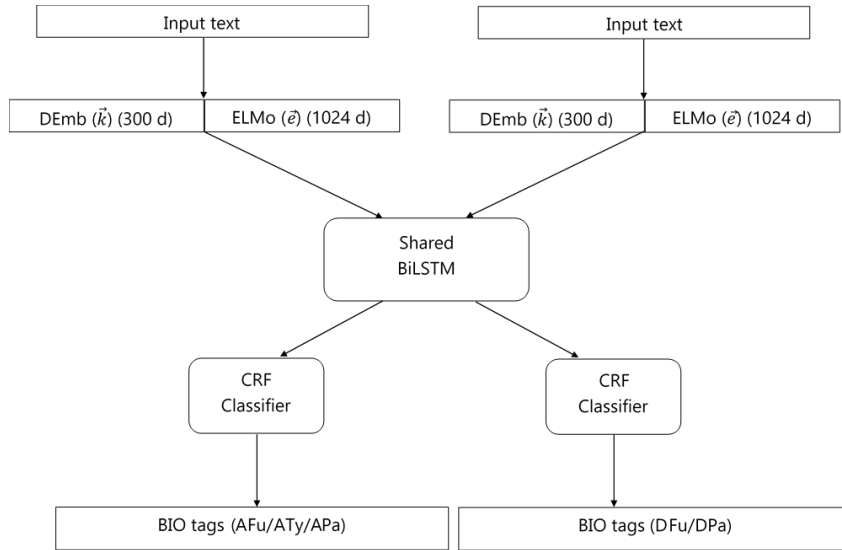 Input text
Input text
DEmb (k⃗) (300 d) ELMo (e⃗) (1024 d)
DEmb (k⃗) (300 d) ELMo (e⃗) (1024 d)
Shared
BiLSTM
CRF
Classifier
CRF
Classifier
BIO tags (AFu/ATy/APa)
BIO tags (DFu/DPa)